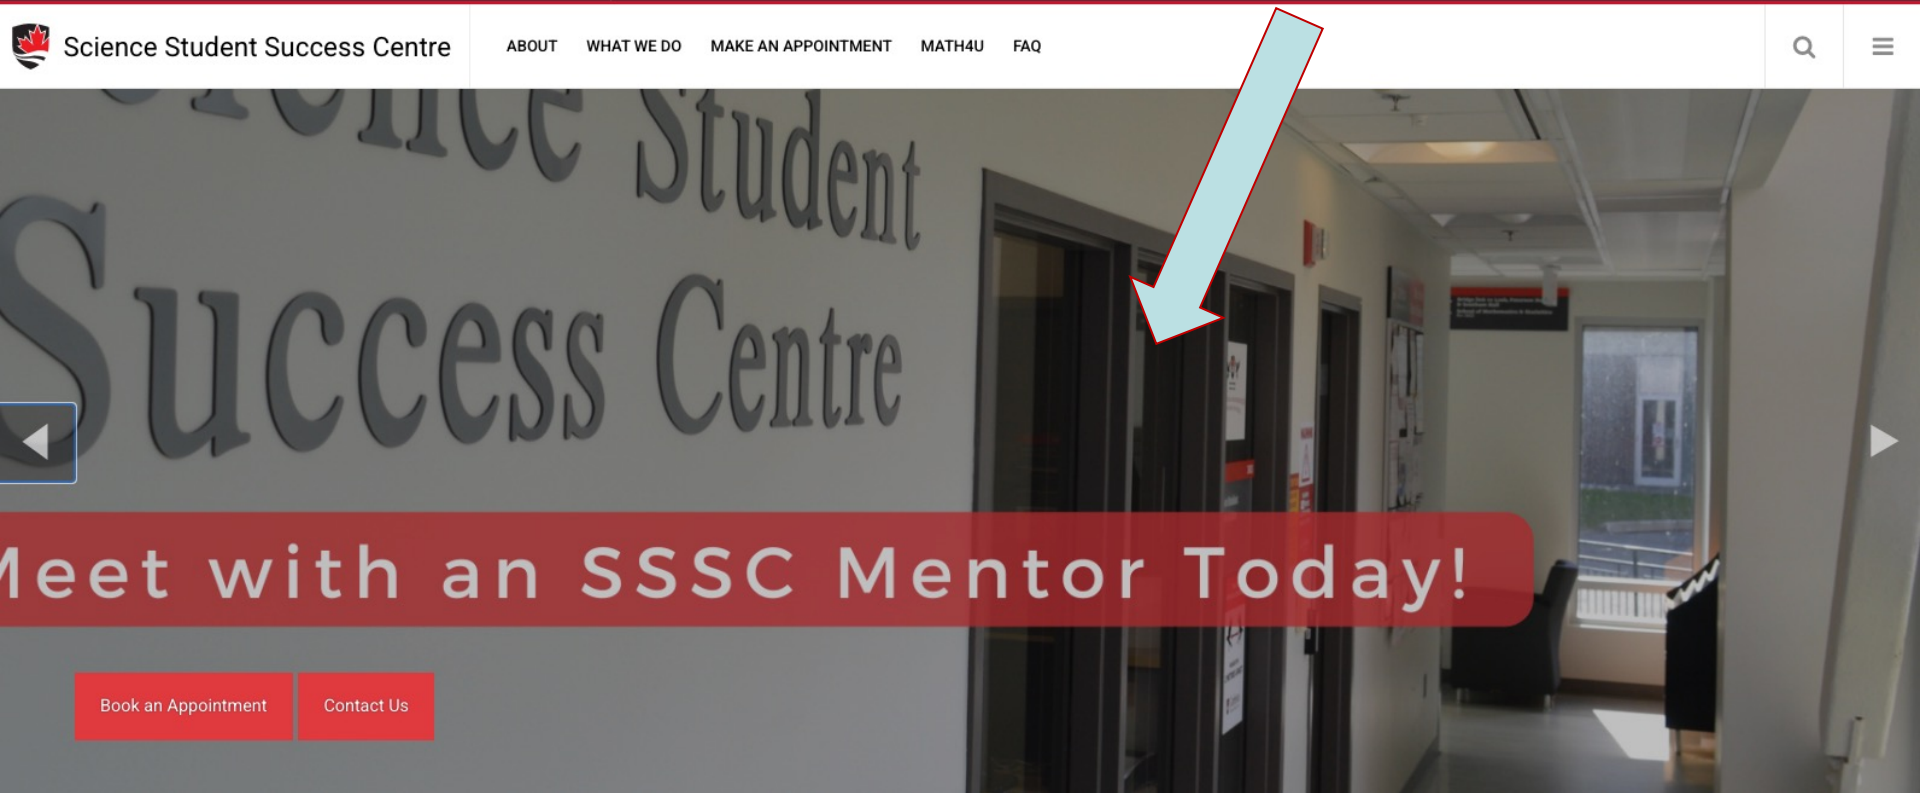 Science Student Success Centre
ABOUT WHAT WE DO MAKE AN APPOINTMENT MATH4U FAQ
Student
Success Centre
Meet with an SSSC Mentor Today!
Book an Appointment Contact Us